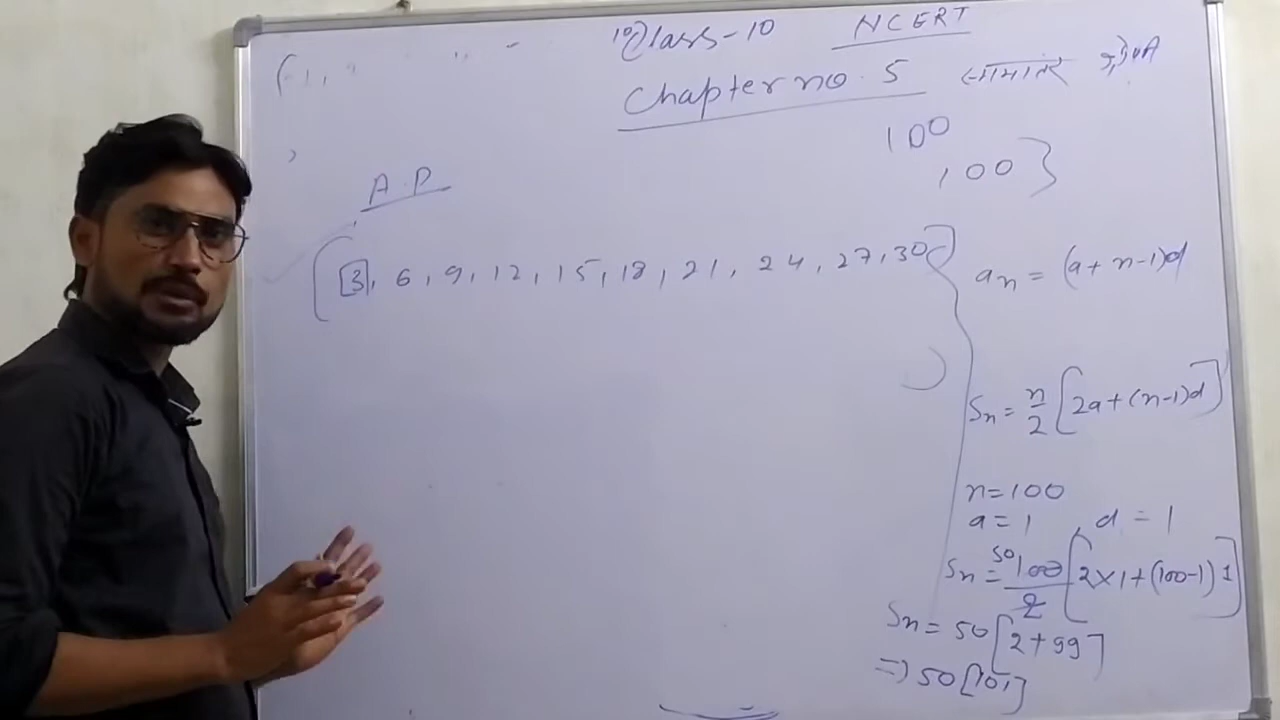 Class-10 NCERT
Chapter no. 5 समांतर
100
100}
A.P
[3], 6, 9, 12, 15, 18, 21, 24, 27, 30
an = (a+n-1)d
Sn = n/2 [2a+(n-1)d]
n=100
a=1, d=1
Sn = 50 100/2 [2×1+(100-1)1]
Sn = 50[2+99]
=> 50[101]